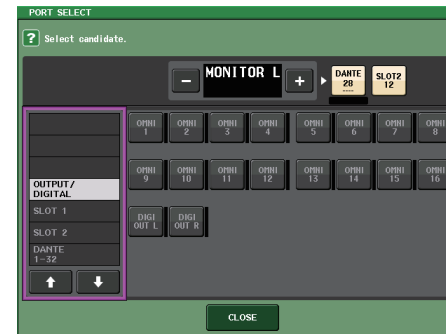 PORT SELECT
? Select candidate.
− MONITOR L + DANTE 28 ---- SLOT2 12
OUTPUT/
DIGITAL
SLOT 1
SLOT 2
DANTE
1-32
OMNI 1 OMNI 2 OMNI 3 OMNI 4 OMNI 5 OMNI 6 OMNI 7 OMNI 8
OMNI 9 OMNI 10 OMNI 11 OMNI 12 OMNI 13 OMNI 14 OMNI 15 OMNI 16
DIGI OUT L DIGI OUT R
CLOSE